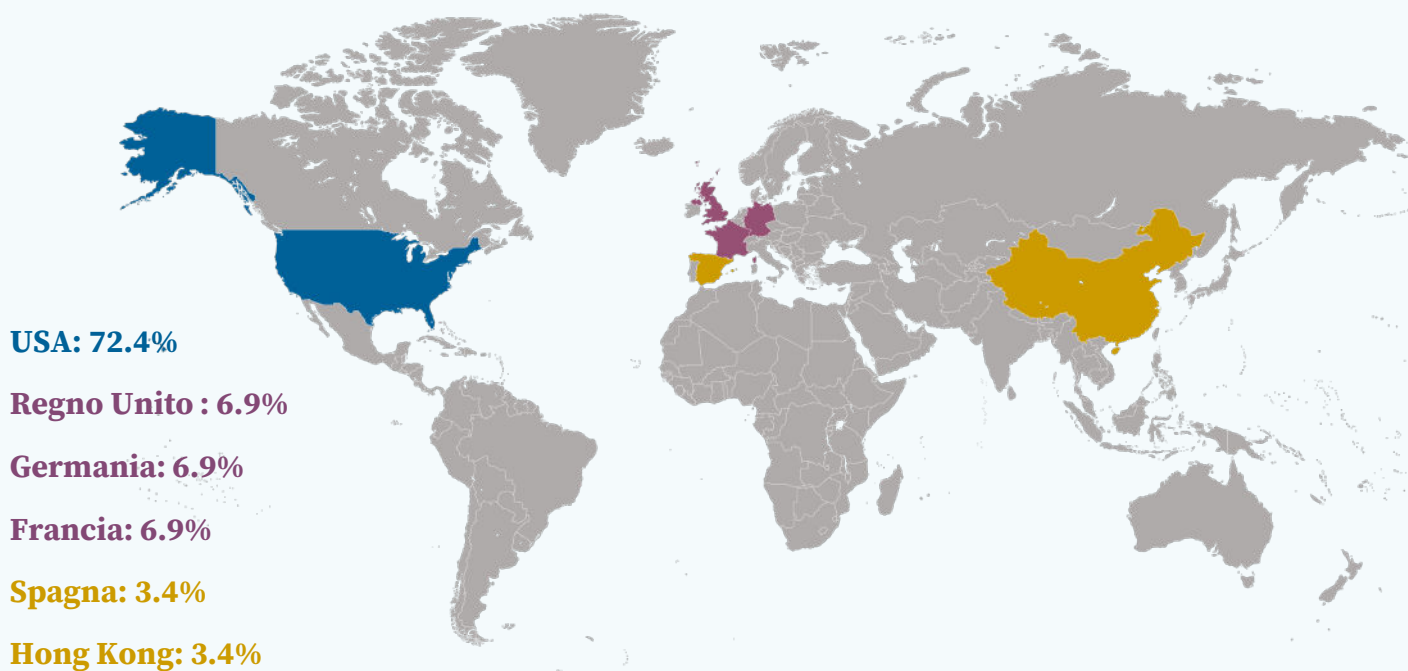 USA: 72.4%
Regno Unito : 6.9%
Germania: 6.9%
Francia: 6.9%
Spagna: 3.4%
Hong Kong: 3.4%